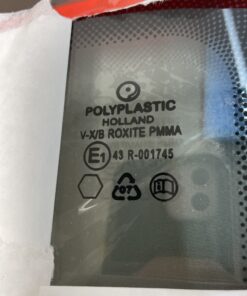 POLYPLASTIC
HOLLAND
V-X/B ROXITE PMMA
E1 43 R-001745
07